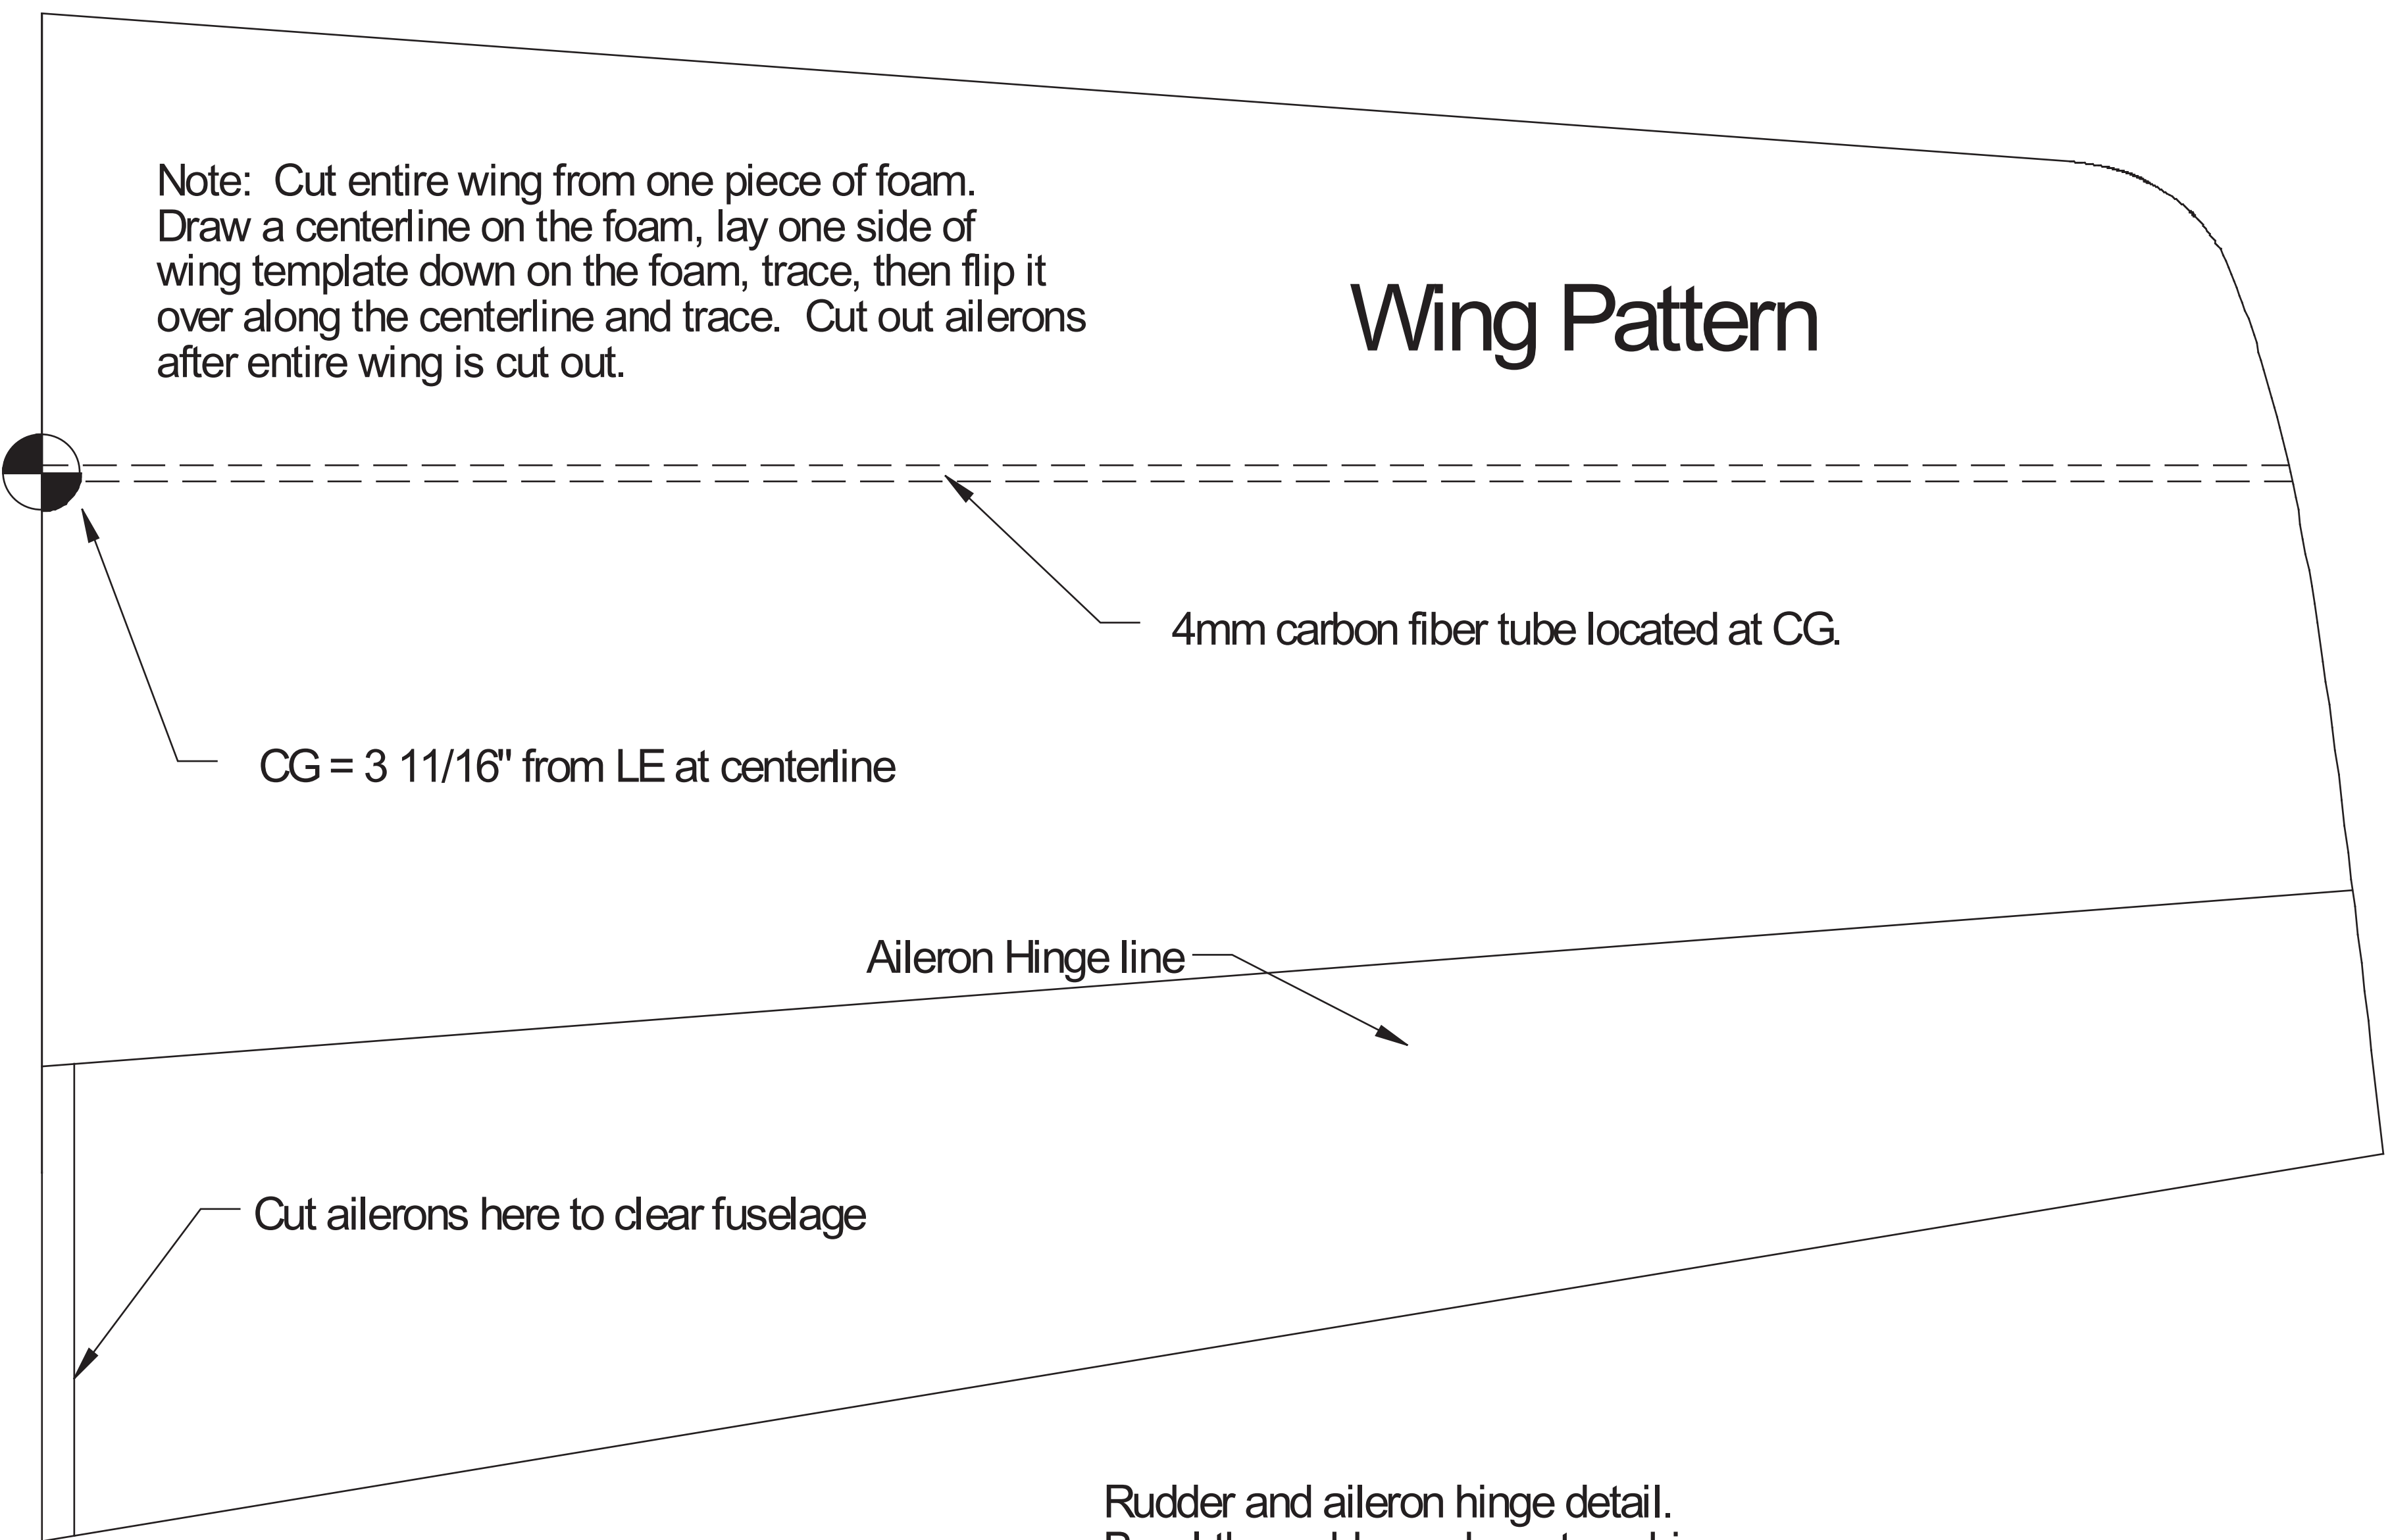 Note: Cut entire wing from one piece of foam.
Draw a centerline on the foam, lay one side of
wing template down on the foam, trace, then flip it
over along the centerline and trace. Cut out ailerons
after entire wing is cut out.
Wing Pattern
4mm carbon fiber tube located at CG.
CG = 3 11/16" from LE at centerline
Aileron Hinge line
Cut ailerons here to clear fuselage
Rudder and aileron hinge detail.